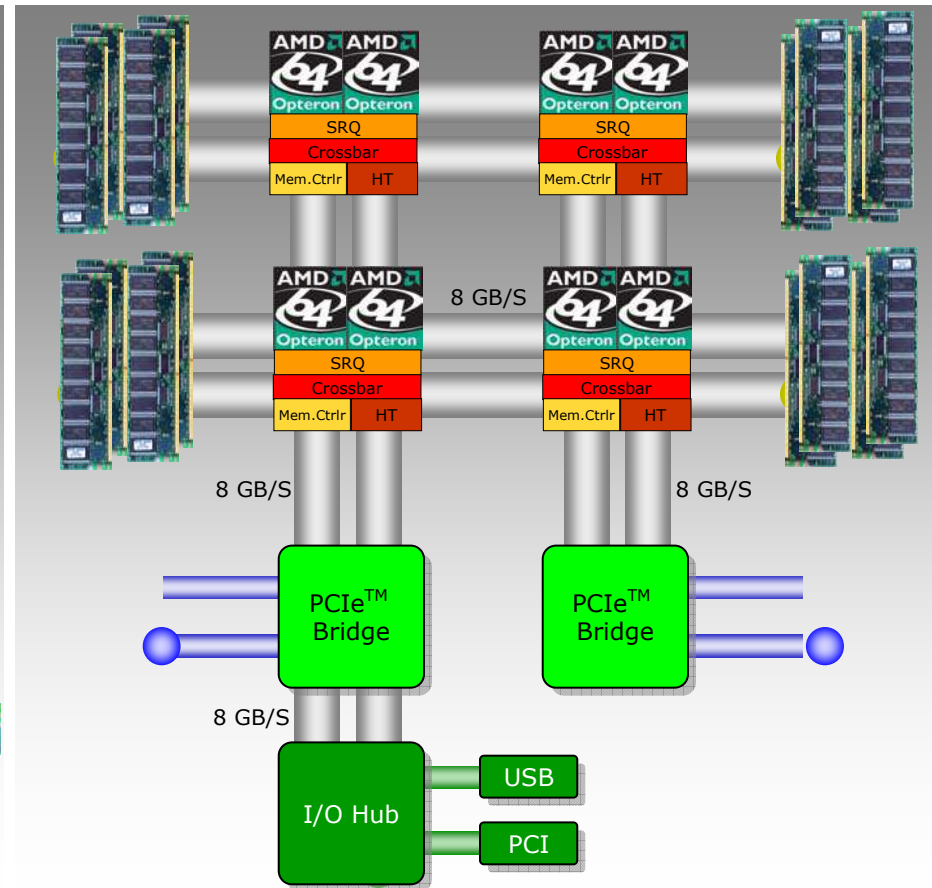 AMD AMD AMD AMD
64 64 64 64
Opteron Opteron Opteron Opteron
SRQ SRQ
Crossbar Crossbar
Mem.Ctrlr HT Mem.Ctrlr HT
AMD AMD 8 GB/S AMD AMD
64 64 64 64
Opteron Opteron Opteron Opteron
SRQ SRQ
Crossbar Crossbar
Mem.Ctrlr HT Mem.Ctrlr HT
8 GB/S 8 GB/S
PCIe™ PCIe™
Bridge Bridge
8 GB/S
USB
I/O Hub
PCI